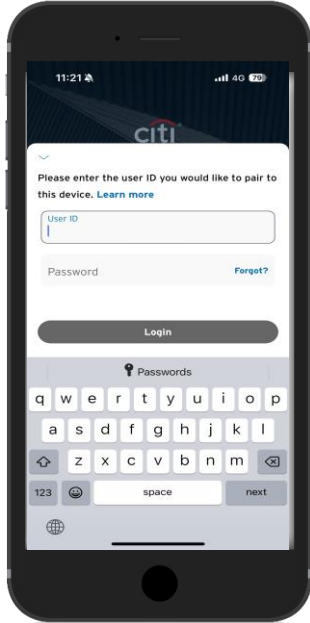 11:21
4G 79
citi
Please enter the user ID you would like to pair to
this device. Learn more
User ID
Password Forgot?
Login
Passwords
q w e r t y u i o p
a s d f g h j k l
z x c v b n m
123 space next